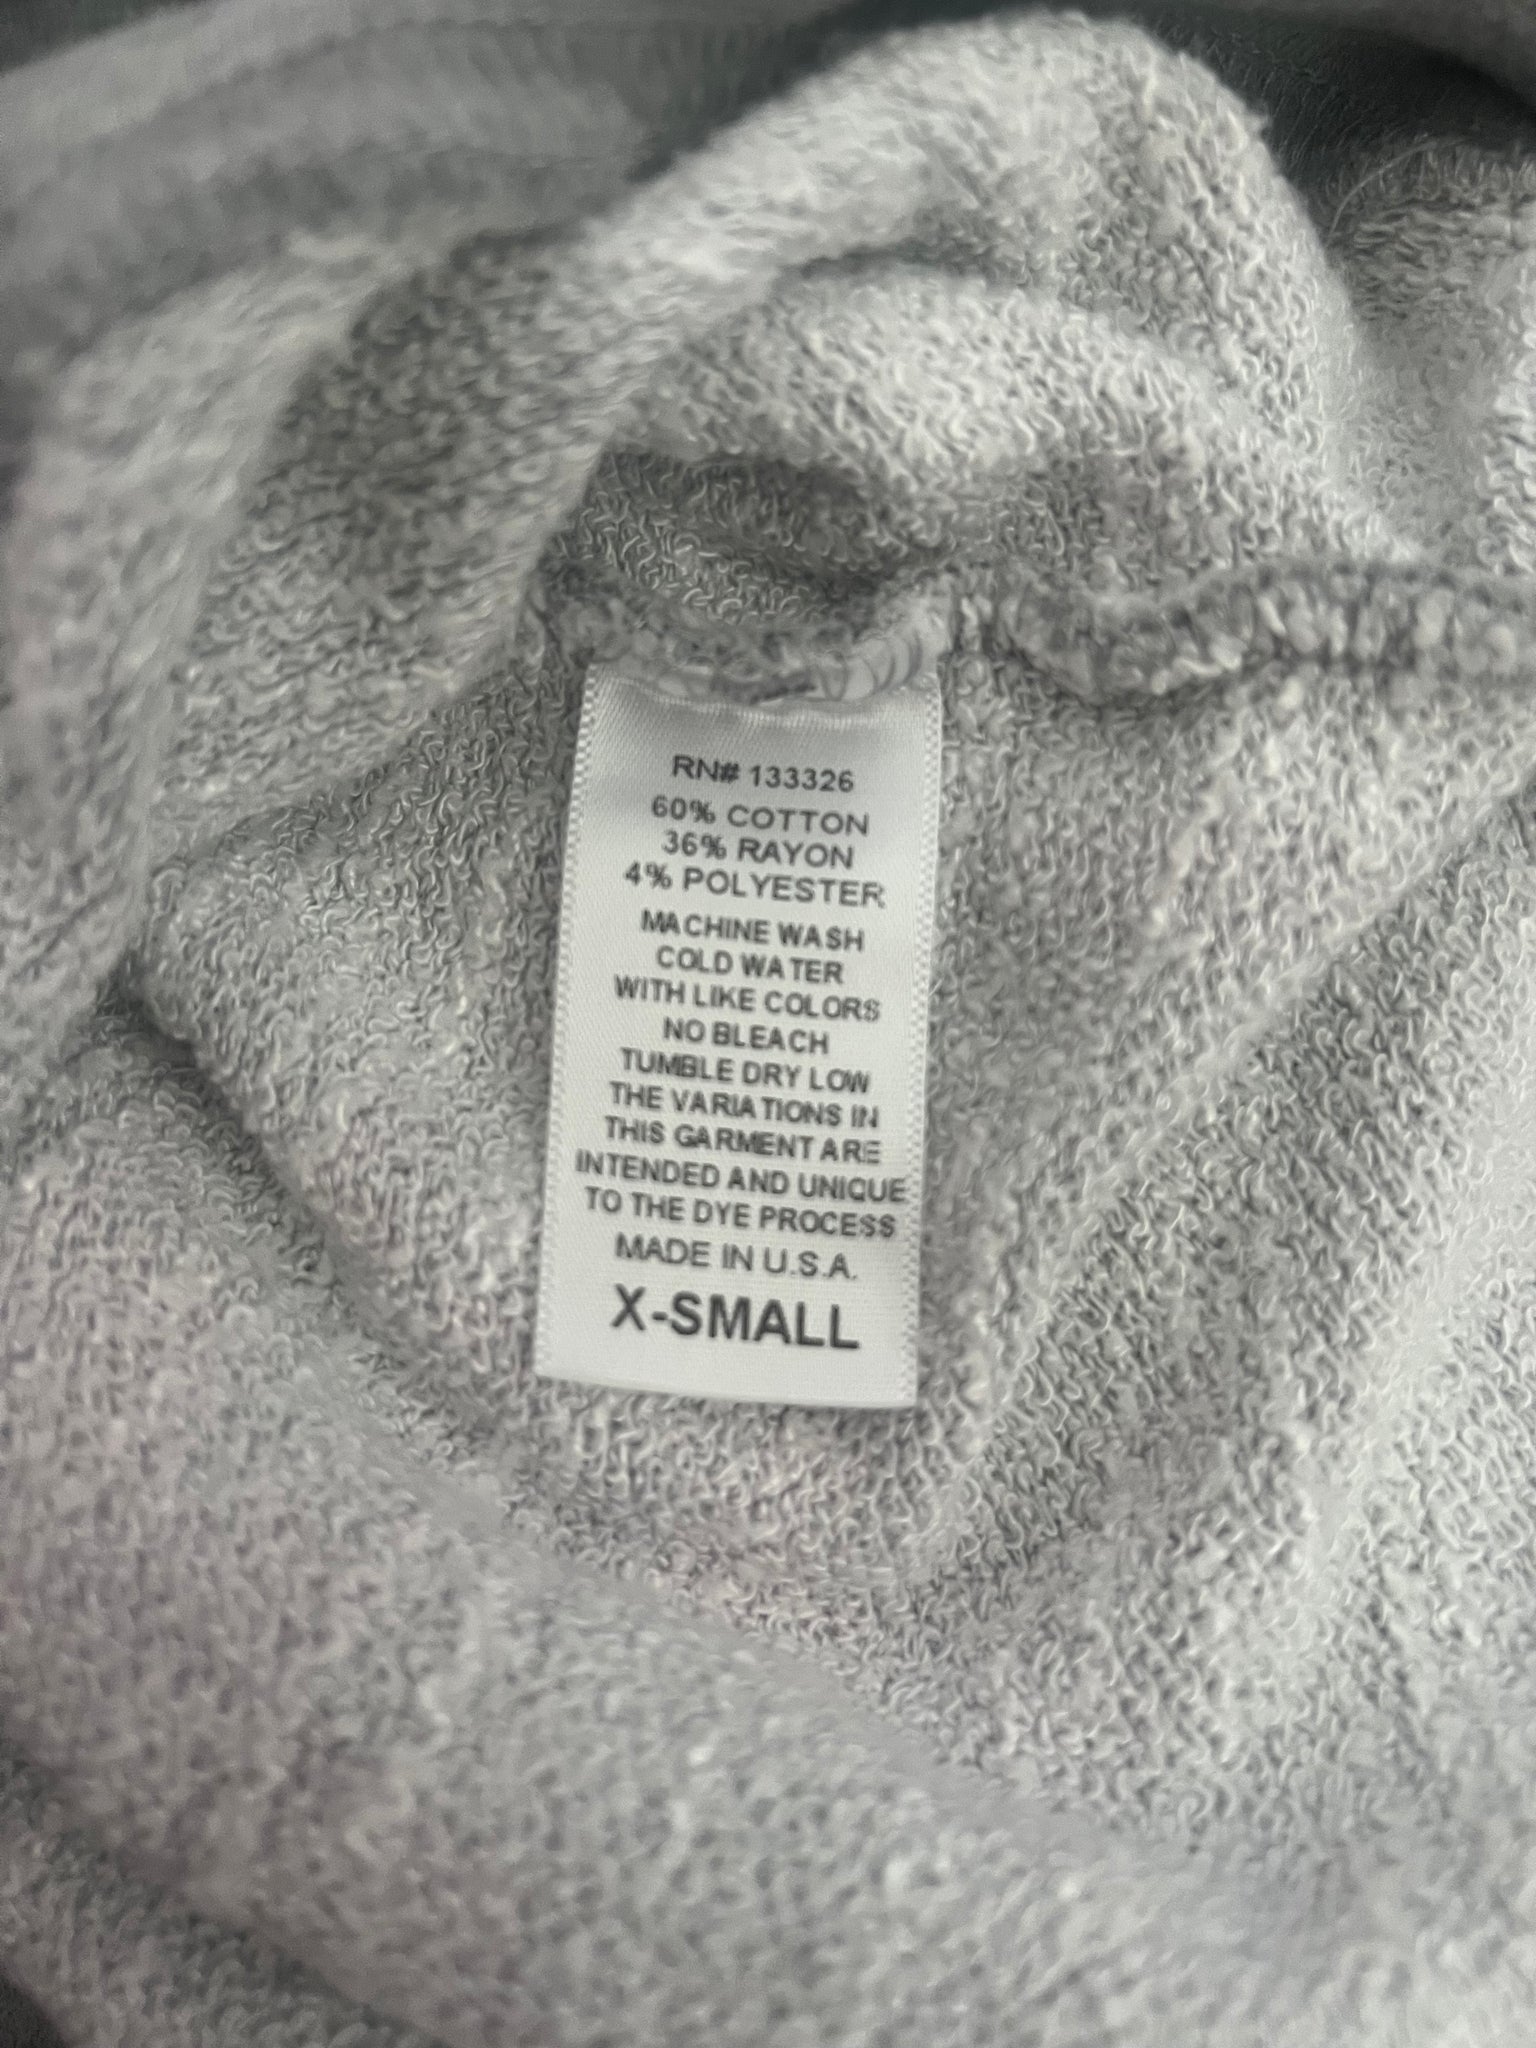 RN# 133326
60% COTTON
36% RAYON
4% POLYESTER
MACHINE WASH
COLD WATER
WITH LIKE COLORS
NO BLEACH
TUMBLE DRY LOW
THE VARIATIONS IN
THIS GARMENT ARE
INTENDED AND UNIQUE
TO THE DYE PROCESS
MADE IN U.S.A.
X-SMALL